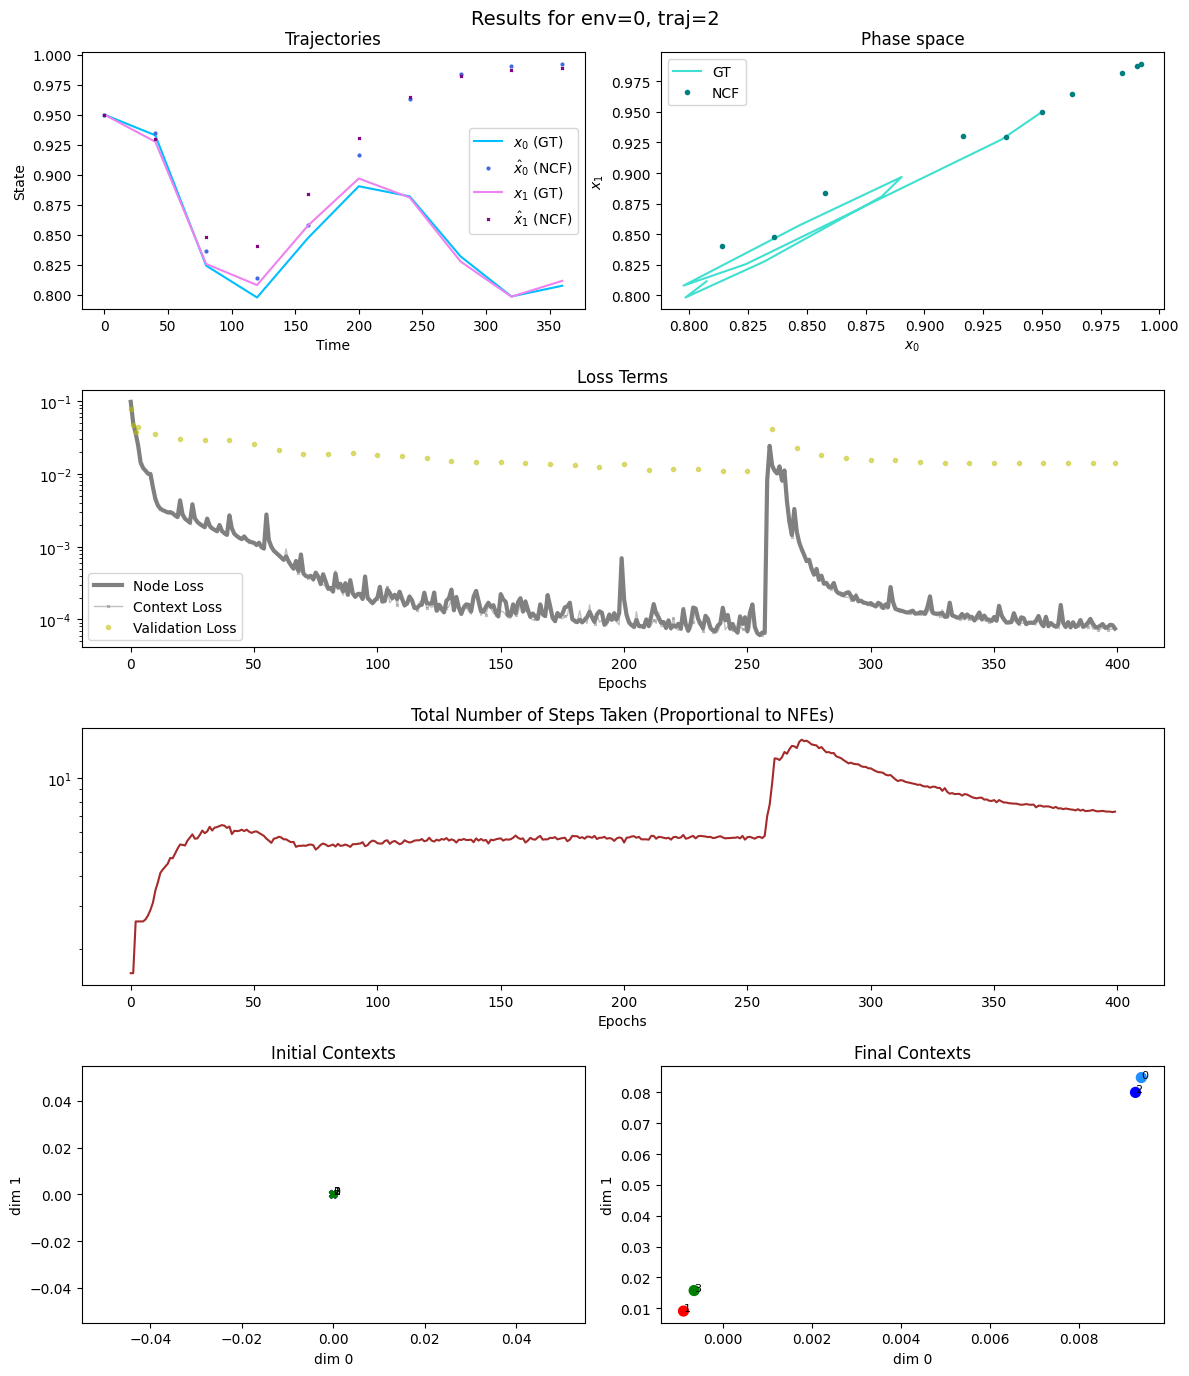 Results for env=0, traj=2
Trajectories
1.000
0.975
0.950
0.925
0.900
0.875
0.850
0.825
0.800
State
x₀ (GT)
x̂₀ (NCF)
x₁ (GT)
x̂₁ (NCF)
0 50 100 150 200 250 300 350
Time
Phase space
0.975
0.950
0.925
0.900
0.875
0.850
0.825
0.800
x₁
GT
NCF
0.800 0.825 0.850 0.875 0.900 0.925 0.950 0.975 1.000
x₀
Loss Terms
10⁻¹
10⁻²
10⁻³
10⁻⁴
Node Loss
Context Loss
Validation Loss
0 50 100 150 200 250 300 350 400
Epochs
Total Number of Steps Taken (Proportional to NFEs)
10¹
0 50 100 150 200 250 300 350 400
Epochs
Initial Contexts
0.04
0.02
0.00
−0.02
−0.04
dim 1
−0.04 −0.02 0.00 0.02 0.04
dim 0
Final Contexts
0.08
0.07
0.06
0.05
0.04
0.03
0.02
0.01
dim 1
0
2
3
1
0.000 0.002 0.004 0.006 0.008
dim 0